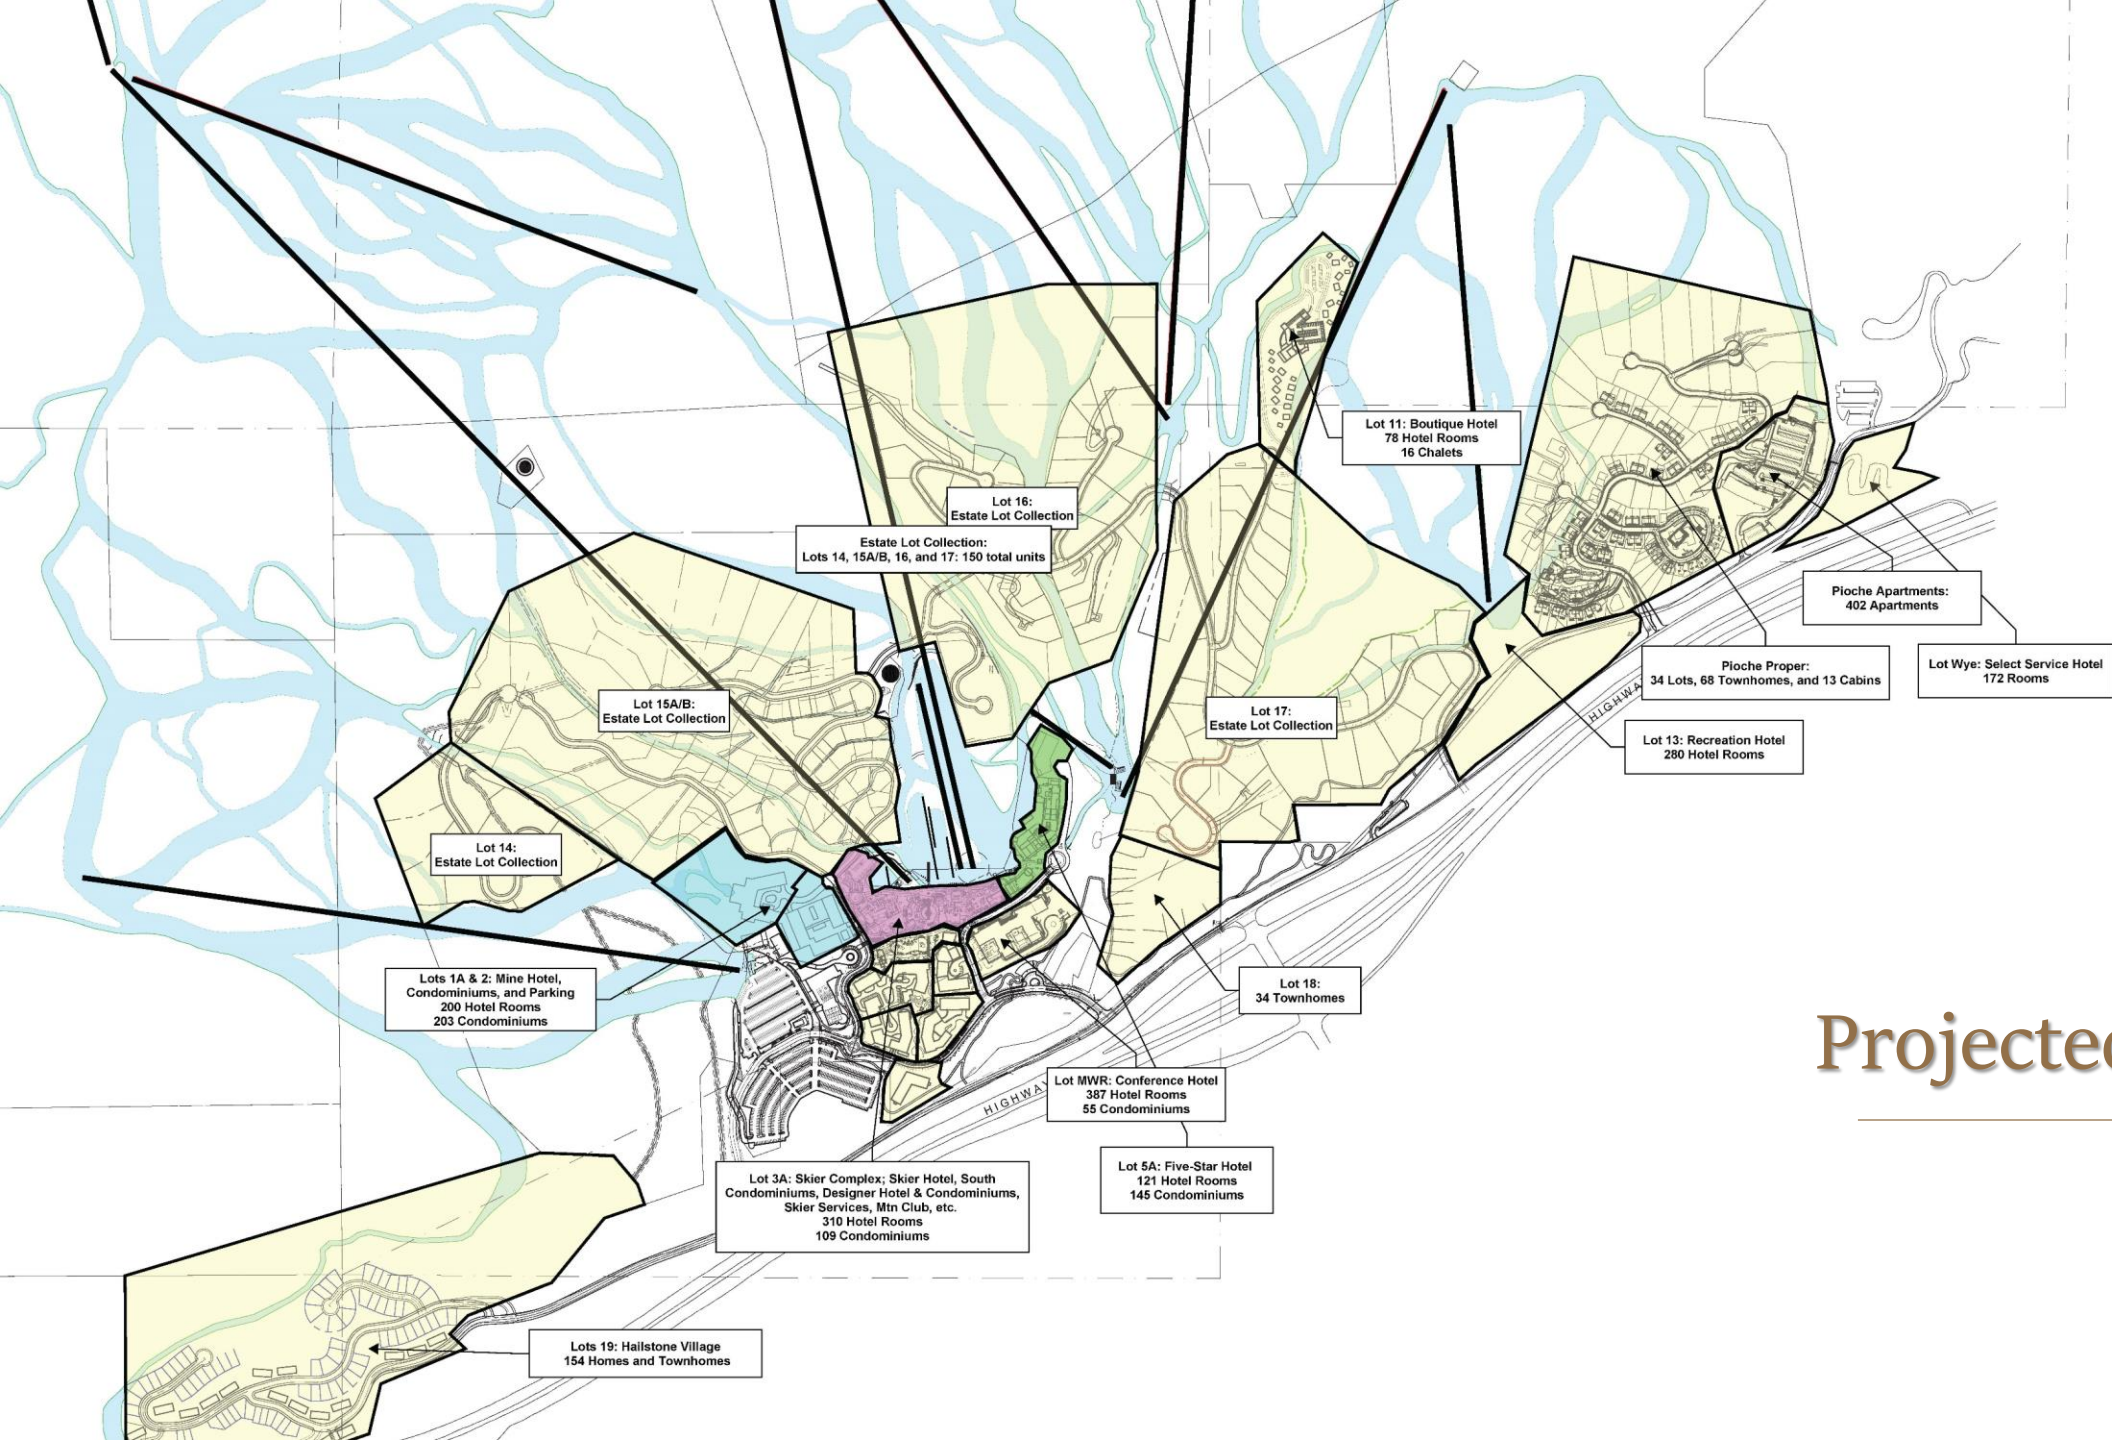 Lot 11: Boutique Hotel
78 Hotel Rooms
16 Chalets
Lot 16:
Estate Lot Collection
Estate Lot Collection:
Lots 14, 15A/B, 16, and 17: 150 total units
Pioche Apartments:
402 Apartments
Lot Wye: Select Service Hotel
172 Rooms
Pioche Proper:
34 Lots, 68 Townhomes, and 13 Cabins
Lot 15A/B:
Estate Lot Collection
Lot 17:
Estate Lot Collection
HIGHWA
Lot 13: Recreation Hotel
280 Hotel Rooms
Lot 14:
Estate Lot Collection
Lots 1A & 2: Mine Hotel,
Condominiums, and Parking
200 Hotel Rooms
203 Condominiums
Lot 18:
34 Townhomes
Projected
HIGHWAY
Lot MWR: Conference Hotel
387 Hotel Rooms
55 Condominiums
Lot 5A: Five-Star Hotel
121 Hotel Rooms
145 Condominiums
Lot 3A: Skier Complex; Skier Hotel, South
Condominiums, Designer Hotel & Condominiums,
Skier Services, Mtn Club, etc.
310 Hotel Rooms
109 Condominiums
Lots 19: Hailstone Village
154 Homes and Townhomes